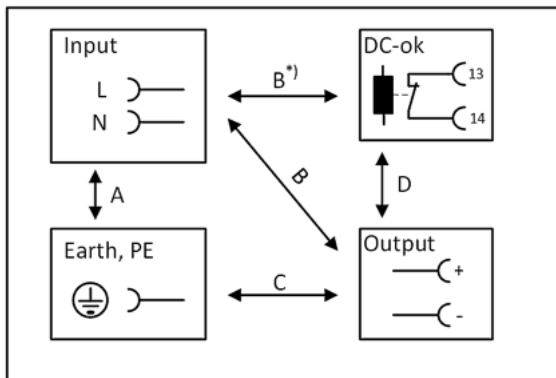 Input
L
N
B*)
DC-ok
13
14
A
B
D
Earth, PE
C
Output
+
-